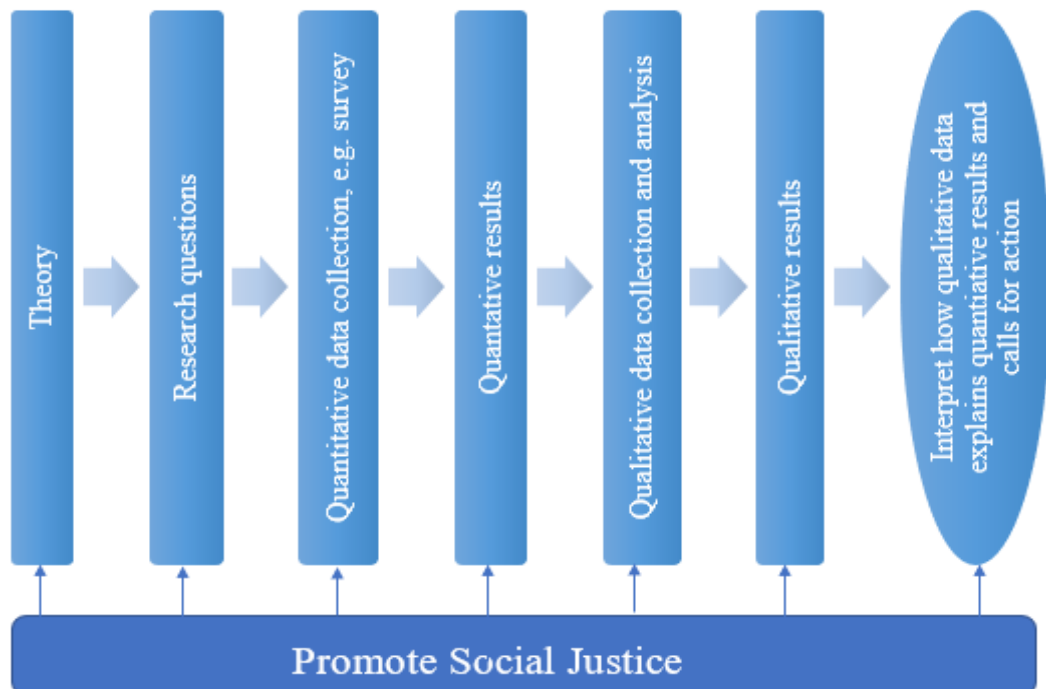 Theory
Research questions
Quantitative data collection, e.g. survey
Quantative results
Qualitative data collection and analysis
Qualitative results
Interpret how qualitative data
explains quantiative results and
calls for action
Promote Social Justice